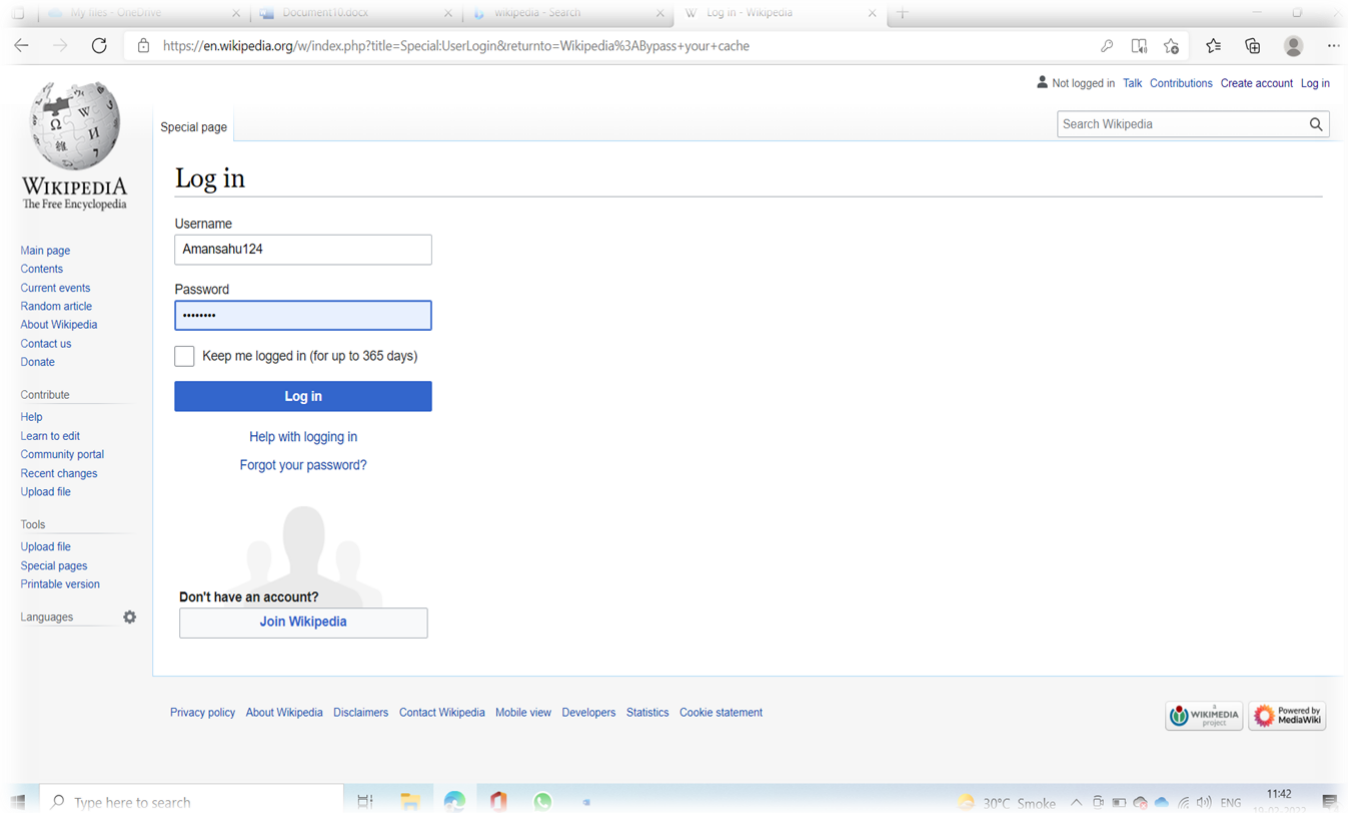 My files - OneDrive
Document10.docx
wikipedia - Search
Log in - Wikipedia
https://en.wikipedia.org/w/index.php?title=Special:UserLogin&returnto=Wikipedia%3ABypass+your+cache
Not logged in Talk Contributions Create account Log in
Special page
Search Wikipedia
WIKIPEDIA
The Free Encyclopedia
Main page
Contents
Current events
Random article
About Wikipedia
Contact us
Donate
Contribute
Help
Learn to edit
Community portal
Recent changes
Upload file
Tools
Upload file
Special pages
Printable version
Languages
Log in
Username
Amansahu124
Password
••••••••
Keep me logged in (for up to 365 days)
Log in
Help with logging in
Forgot your password?
Don't have an account?
Join Wikipedia
Privacy policy About Wikipedia Disclaimers Contact Wikipedia Mobile view Developers Statistics Cookie statement
a
WIKIMEDIA
project
Powered by
MediaWiki
Type here to search
30°C Smoke
ENG
11:42
19-02-2022